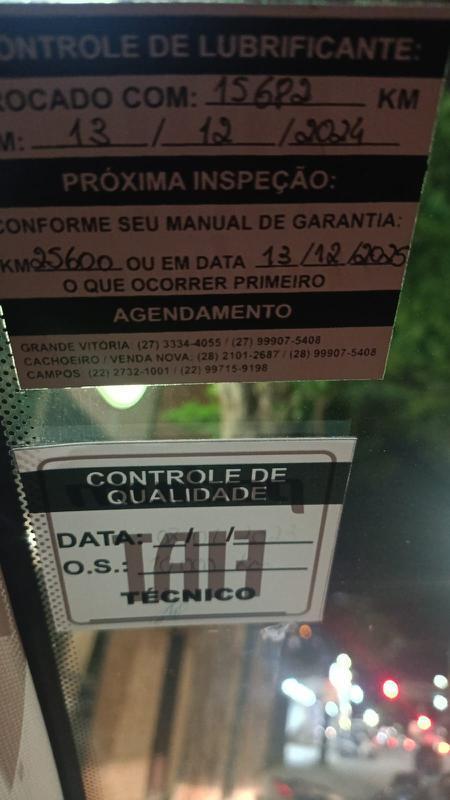 ONTROLE DE LUBRIFICANTE:
ROCADO COM: 15672 KM
M: 13 / 12 / 2024
PRÓXIMA INSPEÇÃO:
CONFORME SEU MANUAL DE GARANTIA:
KM 25600 OU EM DATA 13/12/2025
O QUE OCORRER PRIMEIRO
AGENDAMENTO
GRANDE VITÓRIA: (27) 3334-4055 / (27) 99907-5408
CACHOEIRO / VENDA NOVA: (28) 2101-2687 / (28) 99907-5408
CAMPOS: (22) 2732-1001 / (22) 99715-9198
CONTROLE DE
QUALIDADE
DATA: / /
O.S.:
TÉCNICO